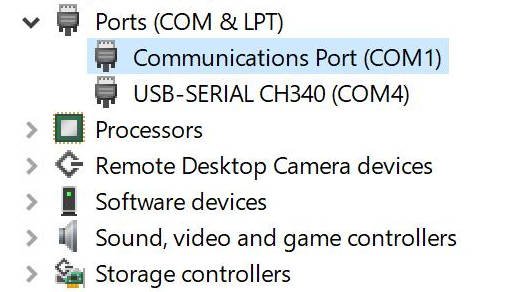 Ports (COM & LPT)
Communications Port (COM1)
USB-SERIAL CH340 (COM4)
Processors
Remote Desktop Camera devices
Software devices
Sound, video and game controllers
Storage controllers